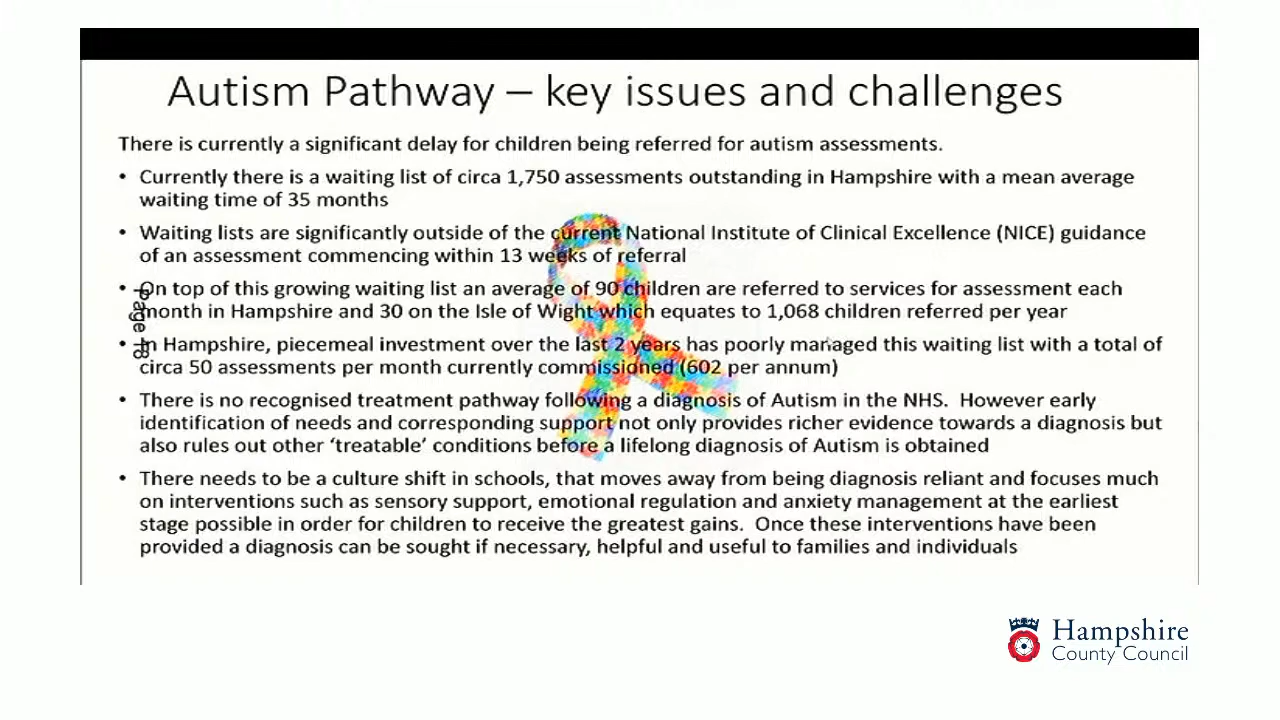 Autism Pathway – key issues and challenges
There is currently a significant delay for children being referred for autism assessments.
• Currently there is a waiting list of circa 1,750 assessments outstanding in Hampshire with a mean average
waiting time of 35 months
• Waiting lists are significantly outside of the current National Institute of Clinical Excellence (NICE) guidance
of an assessment commencing within 13 weeks of referral
• On top of this growing waiting list an average of 90 children are referred to services for assessment each
month in Hampshire and 30 on the Isle of Wight which equates to 1,068 children referred per year
• In Hampshire, piecemeal investment over the last 2 years has poorly managed this waiting list with a total of
circa 50 assessments per month currently commissioned (602 per annum)
• There is no recognised treatment pathway following a diagnosis of Autism in the NHS. However early
identification of needs and corresponding support not only provides richer evidence towards a diagnosis but
also rules out other ‘treatable’ conditions before a lifelong diagnosis of Autism is obtained
• There needs to be a culture shift in schools, that moves away from being diagnosis reliant and focuses much
on interventions such as sensory support, emotional regulation and anxiety management at the earliest
stage possible in order for children to receive the greatest gains. Once these interventions have been
provided a diagnosis can be sought if necessary, helpful and useful to families and individuals
Page
Hampshire
County Council